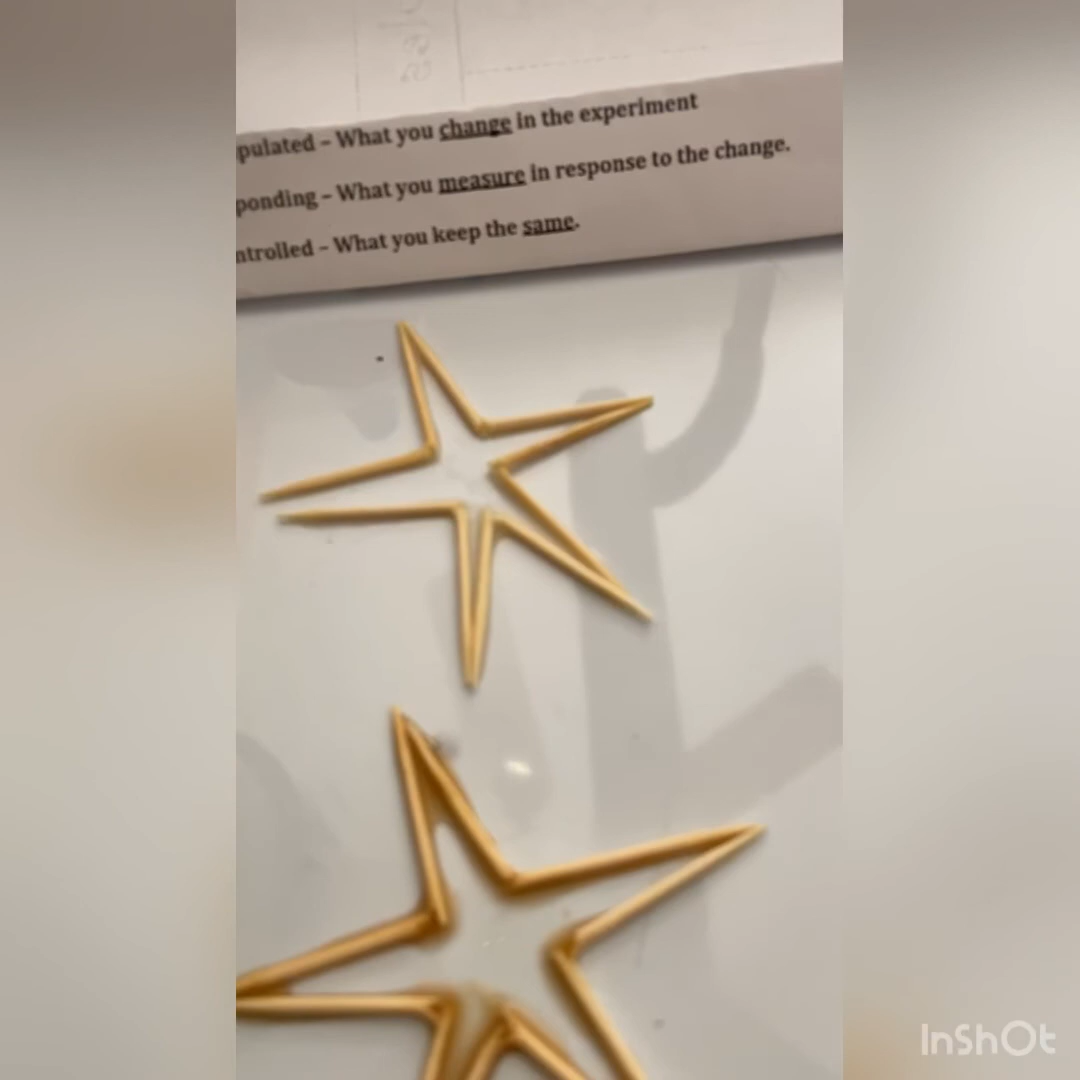 pulated – What you change in the experiment
ponding – What you measure in response to the change.
ntrolled – What you keep the same.
InShOt